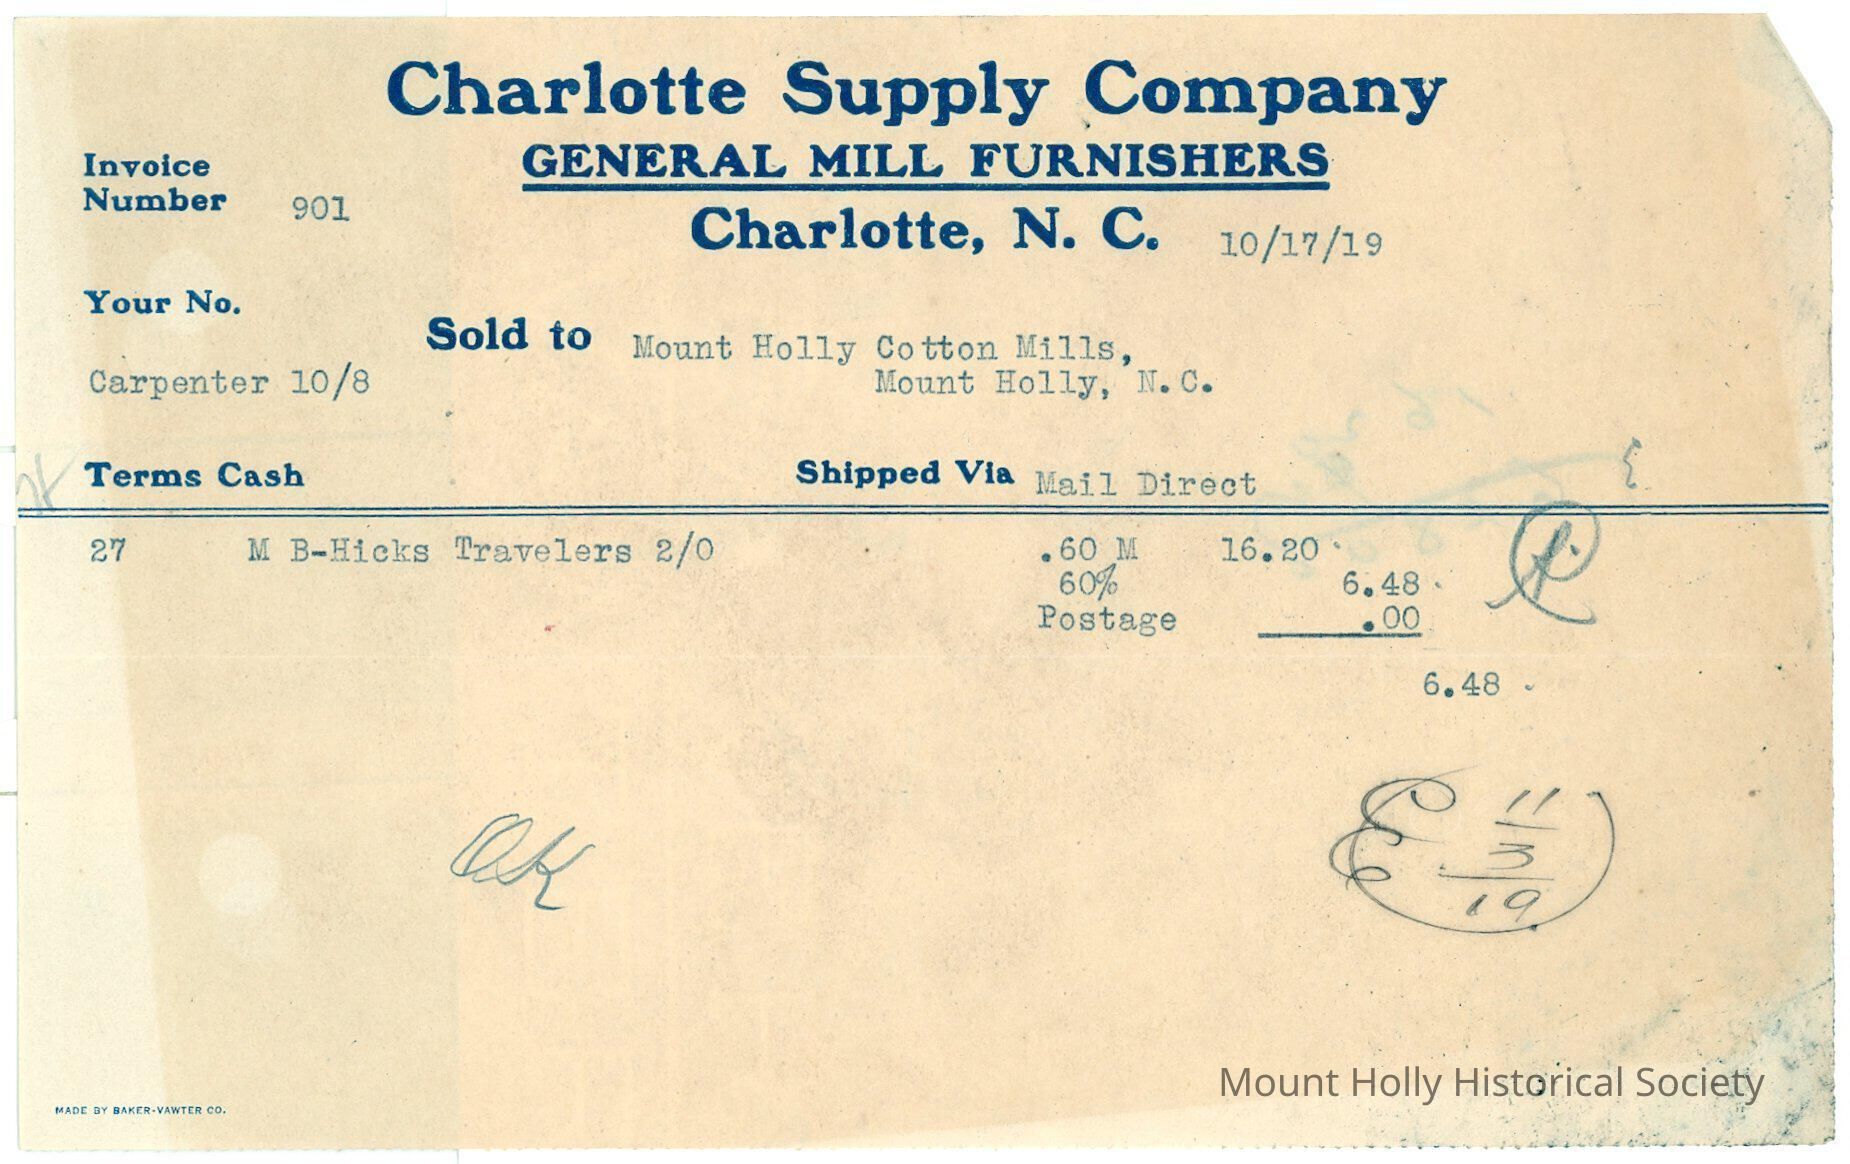 Charlotte Supply Company
GENERAL MILL FURNISHERS
Charlotte, N. C. 10/17/19
Invoice
Number 901
Your No.
Carpenter 10/8
Sold to Mount Holly Cotton Mills,
Mount Holly, N.C.
Terms Cash Shipped Via Mail Direct
27 M B-Hicks Travelers 2/0 .60 M 16.20
60% 6.48
Postage .00
6.48
OK
11
3
19
Mount Holly Historical Society
MADE BY BAKER-VAWTER CO.